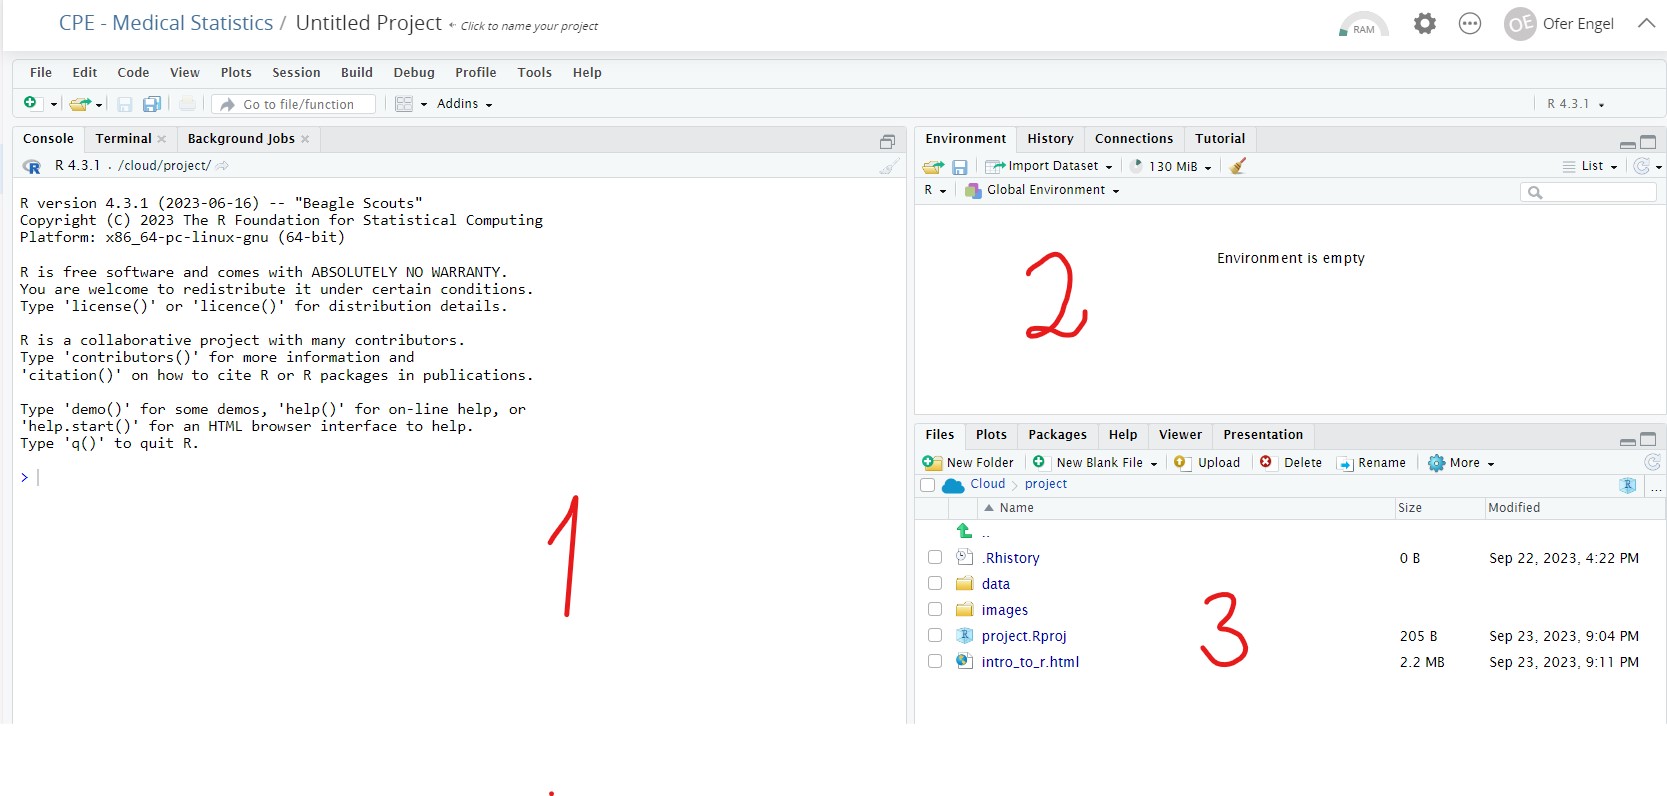 CPE - Medical Statistics / Untitled Project Click to name your project RAM OE Ofer Engel
File Edit Code View Plots Session Build Debug Profile Tools Help
Go to file/function Addins R 4.3.1
Console Terminal Background Jobs
R R 4.3.1 . /cloud/project/
R version 4.3.1 (2023-06-16) -- "Beagle Scouts"
Copyright (C) 2023 The R Foundation for Statistical Computing
Platform: x86_64-pc-linux-gnu (64-bit)
R is free software and comes with ABSOLUTELY NO WARRANTY.
You are welcome to redistribute it under certain conditions.
Type 'license()' or 'licence()' for distribution details.
R is a collaborative project with many contributors.
Type 'contributors()' for more information and
'citation()' on how to cite R or R packages in publications.
Type 'demo()' for some demos, 'help()' for on-line help, or
'help.start()' for an HTML browser interface to help.
Type 'q()' to quit R.
>
1
Environment History Connections Tutorial
Import Dataset 130 MiB List
R Global Environment
Environment is empty
2
Files Plots Packages Help Viewer Presentation
New Folder New Blank File Upload Delete Rename More
Cloud > project R ...
Name Size Modified
..
.Rhistory 0 B Sep 22, 2023, 4:22 PM
data
images
project.Rproj 205 B Sep 23, 2023, 9:04 PM
intro_to_r.html 2.2 MB Sep 23, 2023, 9:11 PM
3